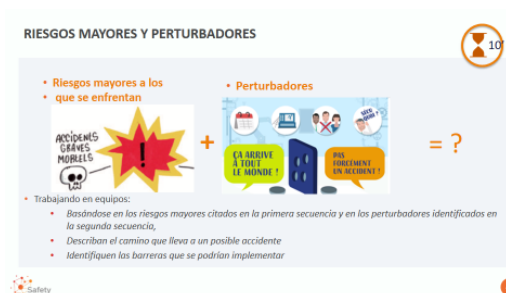 RIESGOS MAYORES Y PERTURBADORES
10'
• Riesgos mayores a los
• que se enfrentan
• Perturbadores
ACCIDENTS
GRAVES
MORTELS
!
+
ÇA ARRIVE
À TOUT
LE MONDE !
PAS
FORCÉMENT
UN ACCIDENT !
= ?
• Trabajando en equipos:
• Basándose en los riesgos mayores citados en la primera secuencia y en los perturbadores identificados en
la segunda secuencia,
• Describan el camino que lleva a un posible accidente
• Identifiquen las barreras que se podrían implementar
Safety